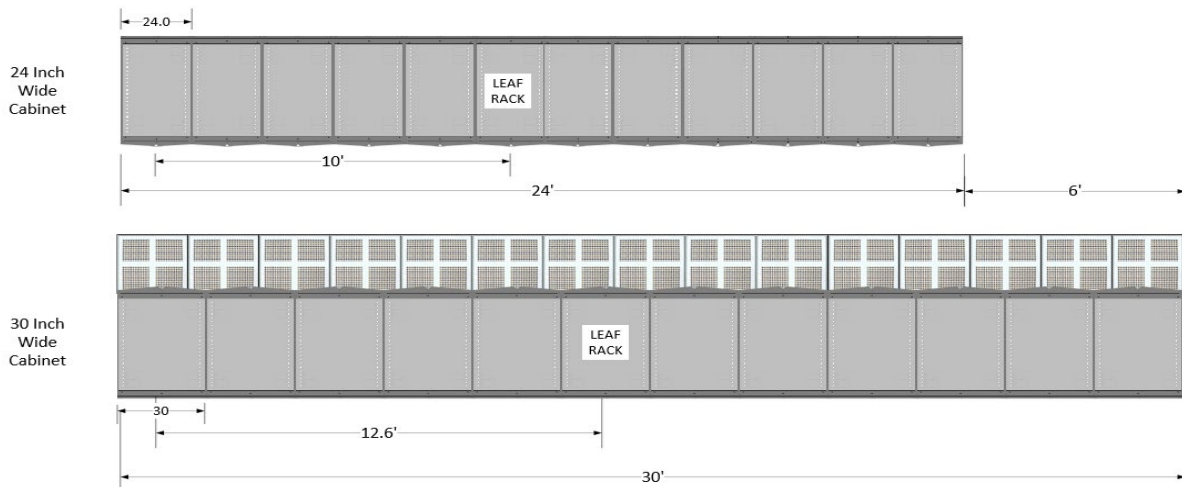 24.0
24 Inch
Wide
Cabinet
LEAF
RACK
10'
24'
6'
30 Inch
Wide
Cabinet
LEAF
RACK
30
12.6'
30'